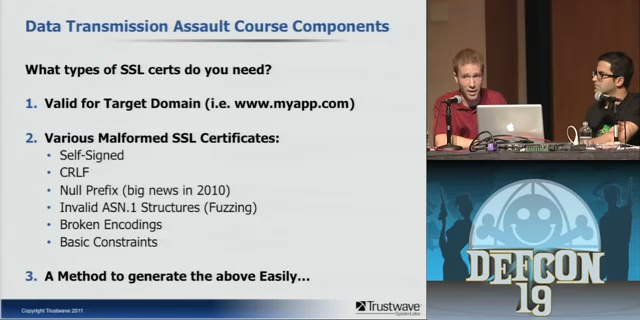 Data Transmission Assault Course Components
What types of SSL certs do you need?
1. Valid for Target Domain (i.e. www.myapp.com)
2. Various Malformed SSL Certificates:
• Self-Signed
• CRLF
• Null Prefix (big news in 2010)
• Invalid ASN.1 Structures (Fuzzing)
• Broken Encodings
• Basic Constraints
3. A Method to generate the above Easily...
Copyright Trustwave 2011
Trustwave
SpiderLabs
DEFCON
19